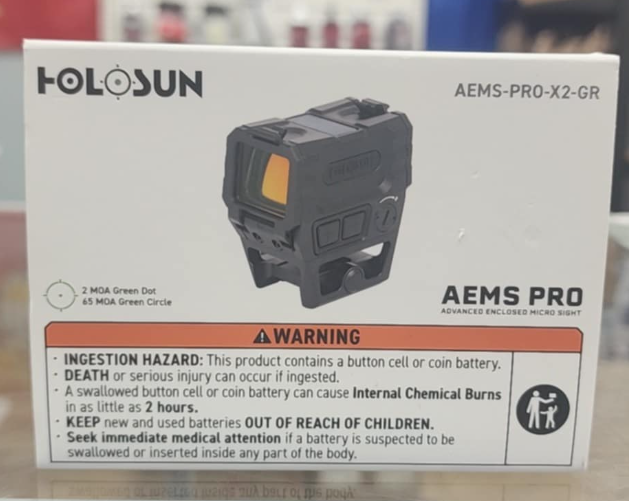 HOLOSUN
AEMS-PRO-X2-GR
HOLOSUN
2 MOA Green Dot
65 MOA Green Circle
AEMS PRO
ADVANCED ENCLOSED MICRO SIGHT
WARNING
· INGESTION HAZARD: This product contains a button cell or coin battery.
· DEATH or serious injury can occur if ingested.
· A swallowed button cell or coin battery can cause Internal Chemical Burns
in as little as 2 hours.
· KEEP new and used batteries OUT OF REACH OF CHILDREN.
· Seek immediate medical attention if a battery is suspected to be
swallowed or inserted inside any part of the body.